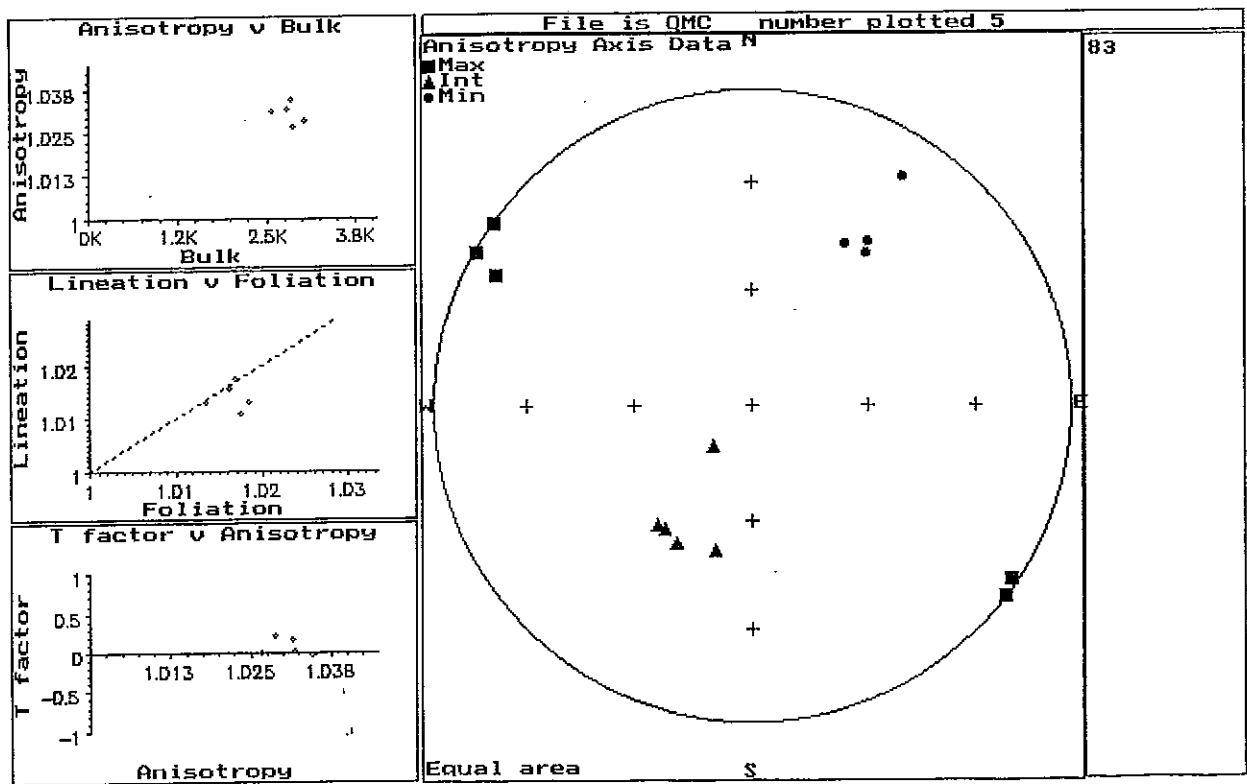 File is QMC number plotted 5
Anisotropy v Bulk
Anisotropy
1.038
1.025
1.013
1
0K 1.2K 2.5K 3.8K
Bulk
Lineation v Foliation
Lineation
1.02
1.01
1
1 1.01 1.02 1.03
Foliation
T factor v Anisotropy
T factor
1
0.5
0
-0.5
-1
1.013 1.025 1.038
Anisotropy
Anisotropy Axis Data N
Max
Int
Min
W E
Equal area S
83